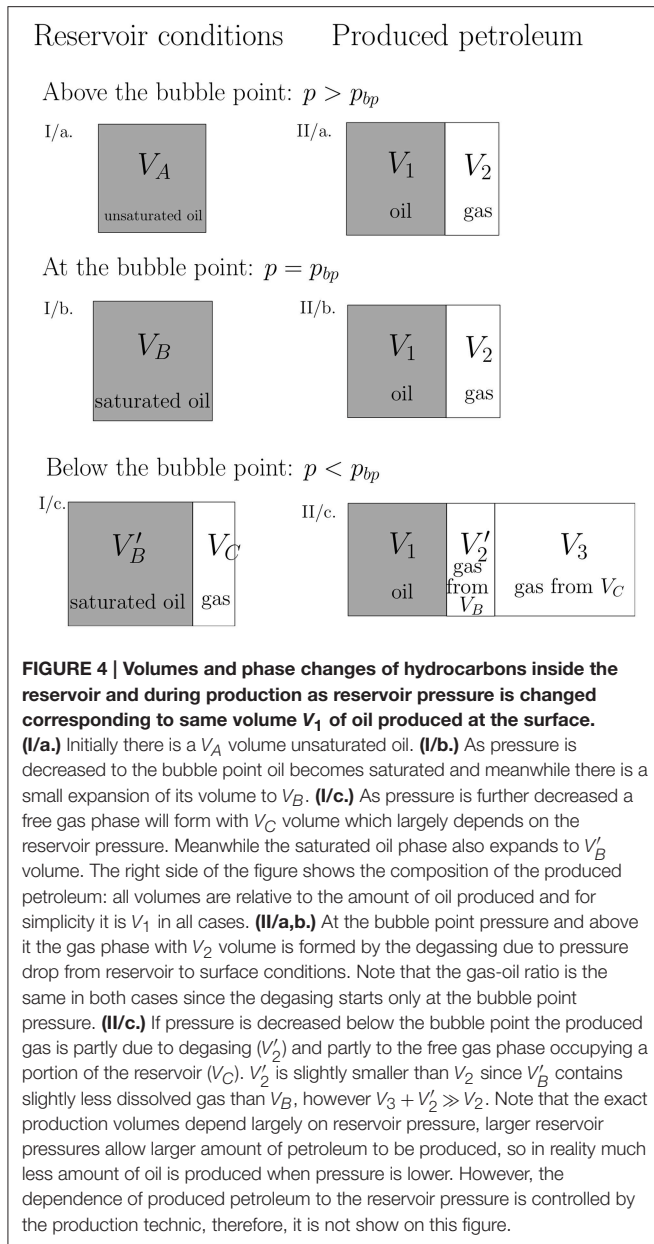 Reservoir conditions Produced petroleum
Above the bubble point: p > p_bp
I/a. II/a.
V_A V_1 V_2
unsaturated oil oil gas
At the bubble point: p = p_bp
I/b. II/b.
V_B V_1 V_2
saturated oil oil gas
Below the bubble point: p < p_bp
I/c. II/c.
V′_B V_C V_1 V′_2 V_3
saturated oil gas oil gas from V_B gas from V_C
FIGURE 4 | Volumes and phase changes of hydrocarbons inside the
reservoir and during production as reservoir pressure is changed
corresponding to same volume V_1 of oil produced at the surface.
(I/a.) Initially there is a V_A volume unsaturated oil. (I/b.) As pressure is
decreased to the bubble point oil becomes saturated and meanwhile there is a
small expansion of its volume to V_B. (I/c.) As pressure is further decreased a
free gas phase will form with V_C volume which largely depends on the
reservoir pressure. Meanwhile the saturated oil phase also expands to V′_B
volume. The right side of the figure shows the composition of the produced
petroleum: all volumes are relative to the amount of oil produced and for
simplicity it is V_1 in all cases. (II/a,b.) At the bubble point pressure and above
it the gas phase with V_2 volume is formed by the degassing due to pressure
drop from reservoir to surface conditions. Note that the gas-oil ratio is the
same in both cases since the degasing starts only at the bubble point
pressure. (II/c.) If pressure is decreased below the bubble point the produced
gas is partly due to degasing (V′_2) and partly to the free gas phase occupying a
portion of the reservoir (V_C). V′_2 is slightly smaller than V_2 since V′_B contains
slightly less dissolved gas than V_B, however V_3 + V′_2 ≫ V_2. Note that the exact
production volumes depend largely on reservoir pressure, larger reservoir
pressures allow larger amount of petroleum to be produced, so in reality much
less amount of oil is produced when pressure is lower. However, the
dependence of produced petroleum to the reservoir pressure is controlled by
the production technic, therefore, it is not show on this figure.